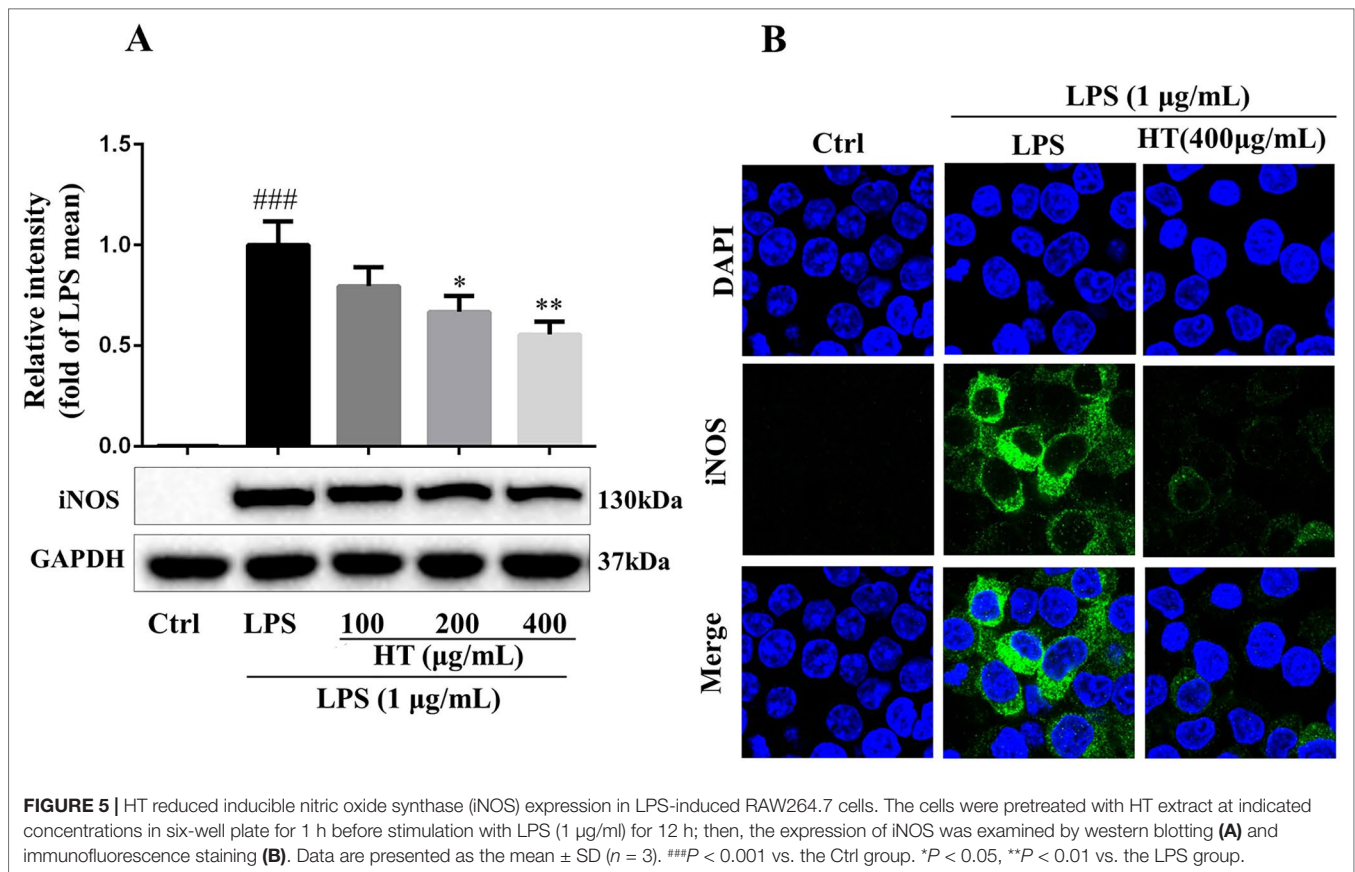 A
B
LPS (1 µg/mL)
Ctrl
LPS
HT(400µg/mL)
DAPI
iNOS
Merge
Relative intensity
(fold of LPS mean)
1.5
1.0
0.5
0.0
###
*
**
iNOS
130kDa
GAPDH
37kDa
Ctrl
LPS
100
200
400
HT (µg/mL)
LPS (1 µg/mL)
FIGURE 5 | HT reduced inducible nitric oxide synthase (iNOS) expression in LPS-induced RAW264.7 cells. The cells were pretreated with HT extract at indicated
concentrations in six-well plate for 1 h before stimulation with LPS (1 µg/ml) for 12 h; then, the expression of iNOS was examined by western blotting (A) and
immunofluorescence staining (B). Data are presented as the mean ± SD (n = 3). ###P < 0.001 vs. the Ctrl group. *P < 0.05, **P < 0.01 vs. the LPS group.